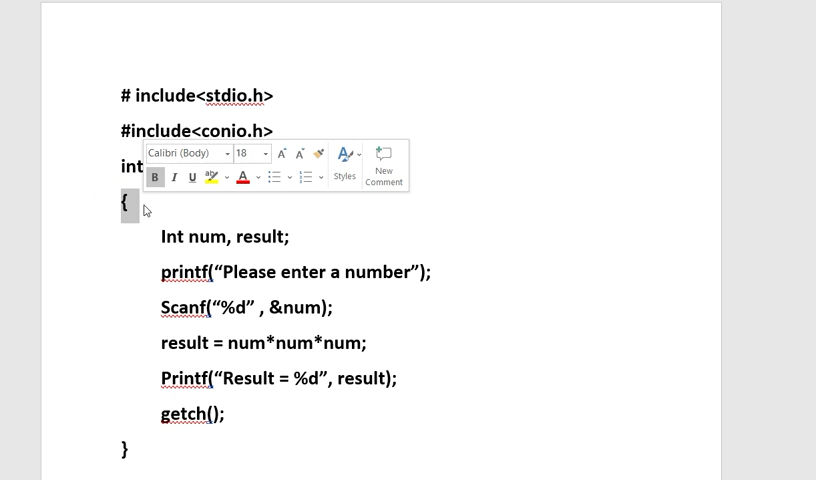 # include<stdio.h>
#include<conio.h>
Calibri (Body) 18 A A
int
B I U ab A Styles New Comment
{
Int num, result;
printf(“Please enter a number”);
Scanf(“%d” , &num);
result = num*num*num;
Printf(“Result = %d”, result);
getch();
}